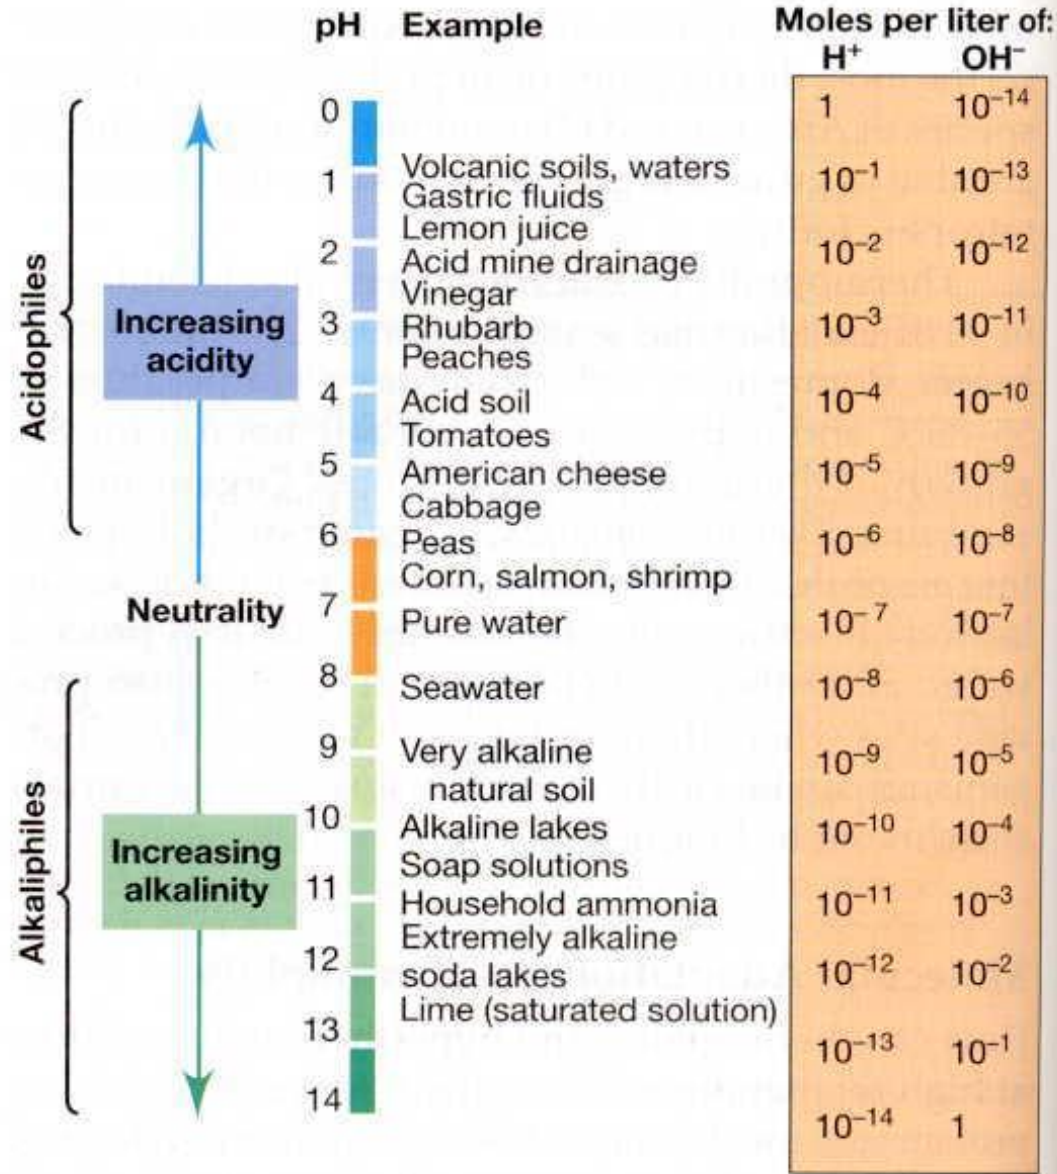 pH Example Moles per liter of:
H⁺ OH⁻
0 1 10⁻¹⁴
Volcanic soils, waters
1 10⁻¹ 10⁻¹³
Gastric fluids
Lemon juice
2 10⁻² 10⁻¹²
Acid mine drainage
Vinegar
3 Rhubarb 10⁻³ 10⁻¹¹
Peaches
4 Acid soil 10⁻⁴ 10⁻¹⁰
Tomatoes
5 American cheese 10⁻⁵ 10⁻⁹
Cabbage
6 Peas 10⁻⁶ 10⁻⁸
Corn, salmon, shrimp
7 Pure water 10⁻⁷ 10⁻⁷
8 Seawater 10⁻⁸ 10⁻⁶
9 Very alkaline 10⁻⁹ 10⁻⁵
natural soil
10 Alkaline lakes 10⁻¹⁰ 10⁻⁴
Soap solutions
11 Household ammonia 10⁻¹¹ 10⁻³
Extremely alkaline
12 soda lakes 10⁻¹² 10⁻²
Lime (saturated solution)
13 10⁻¹³ 10⁻¹
14 10⁻¹⁴ 1
Acidophiles
Increasing
acidity
Neutrality
Alkaliphiles
Increasing
alkalinity